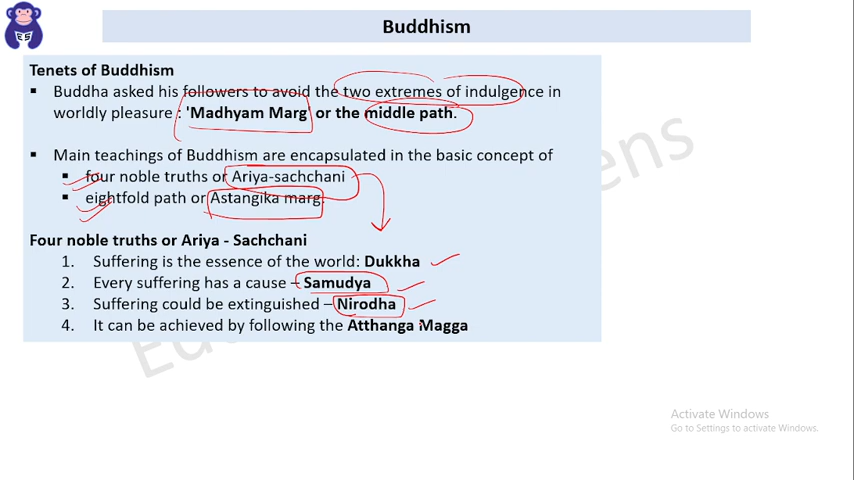 Buddhism
Tenets of Buddhism
▪ Buddha asked his followers to avoid the two extremes of indulgence in
worldly pleasure : 'Madhyam Marg' or the middle path.
▪ Main teachings of Buddhism are encapsulated in the basic concept of
▪ four noble truths or Ariya-sachchani
▪ eightfold path or Astangika marg.
Four noble truths or Ariya - Sachchani
1. Suffering is the essence of the world: Dukkha
2. Every suffering has a cause – Samudya
3. Suffering could be extinguished – Nirodha
4. It can be achieved by following the Atthanga Magga
Activate Windows
Go to Settings to activate Windows.